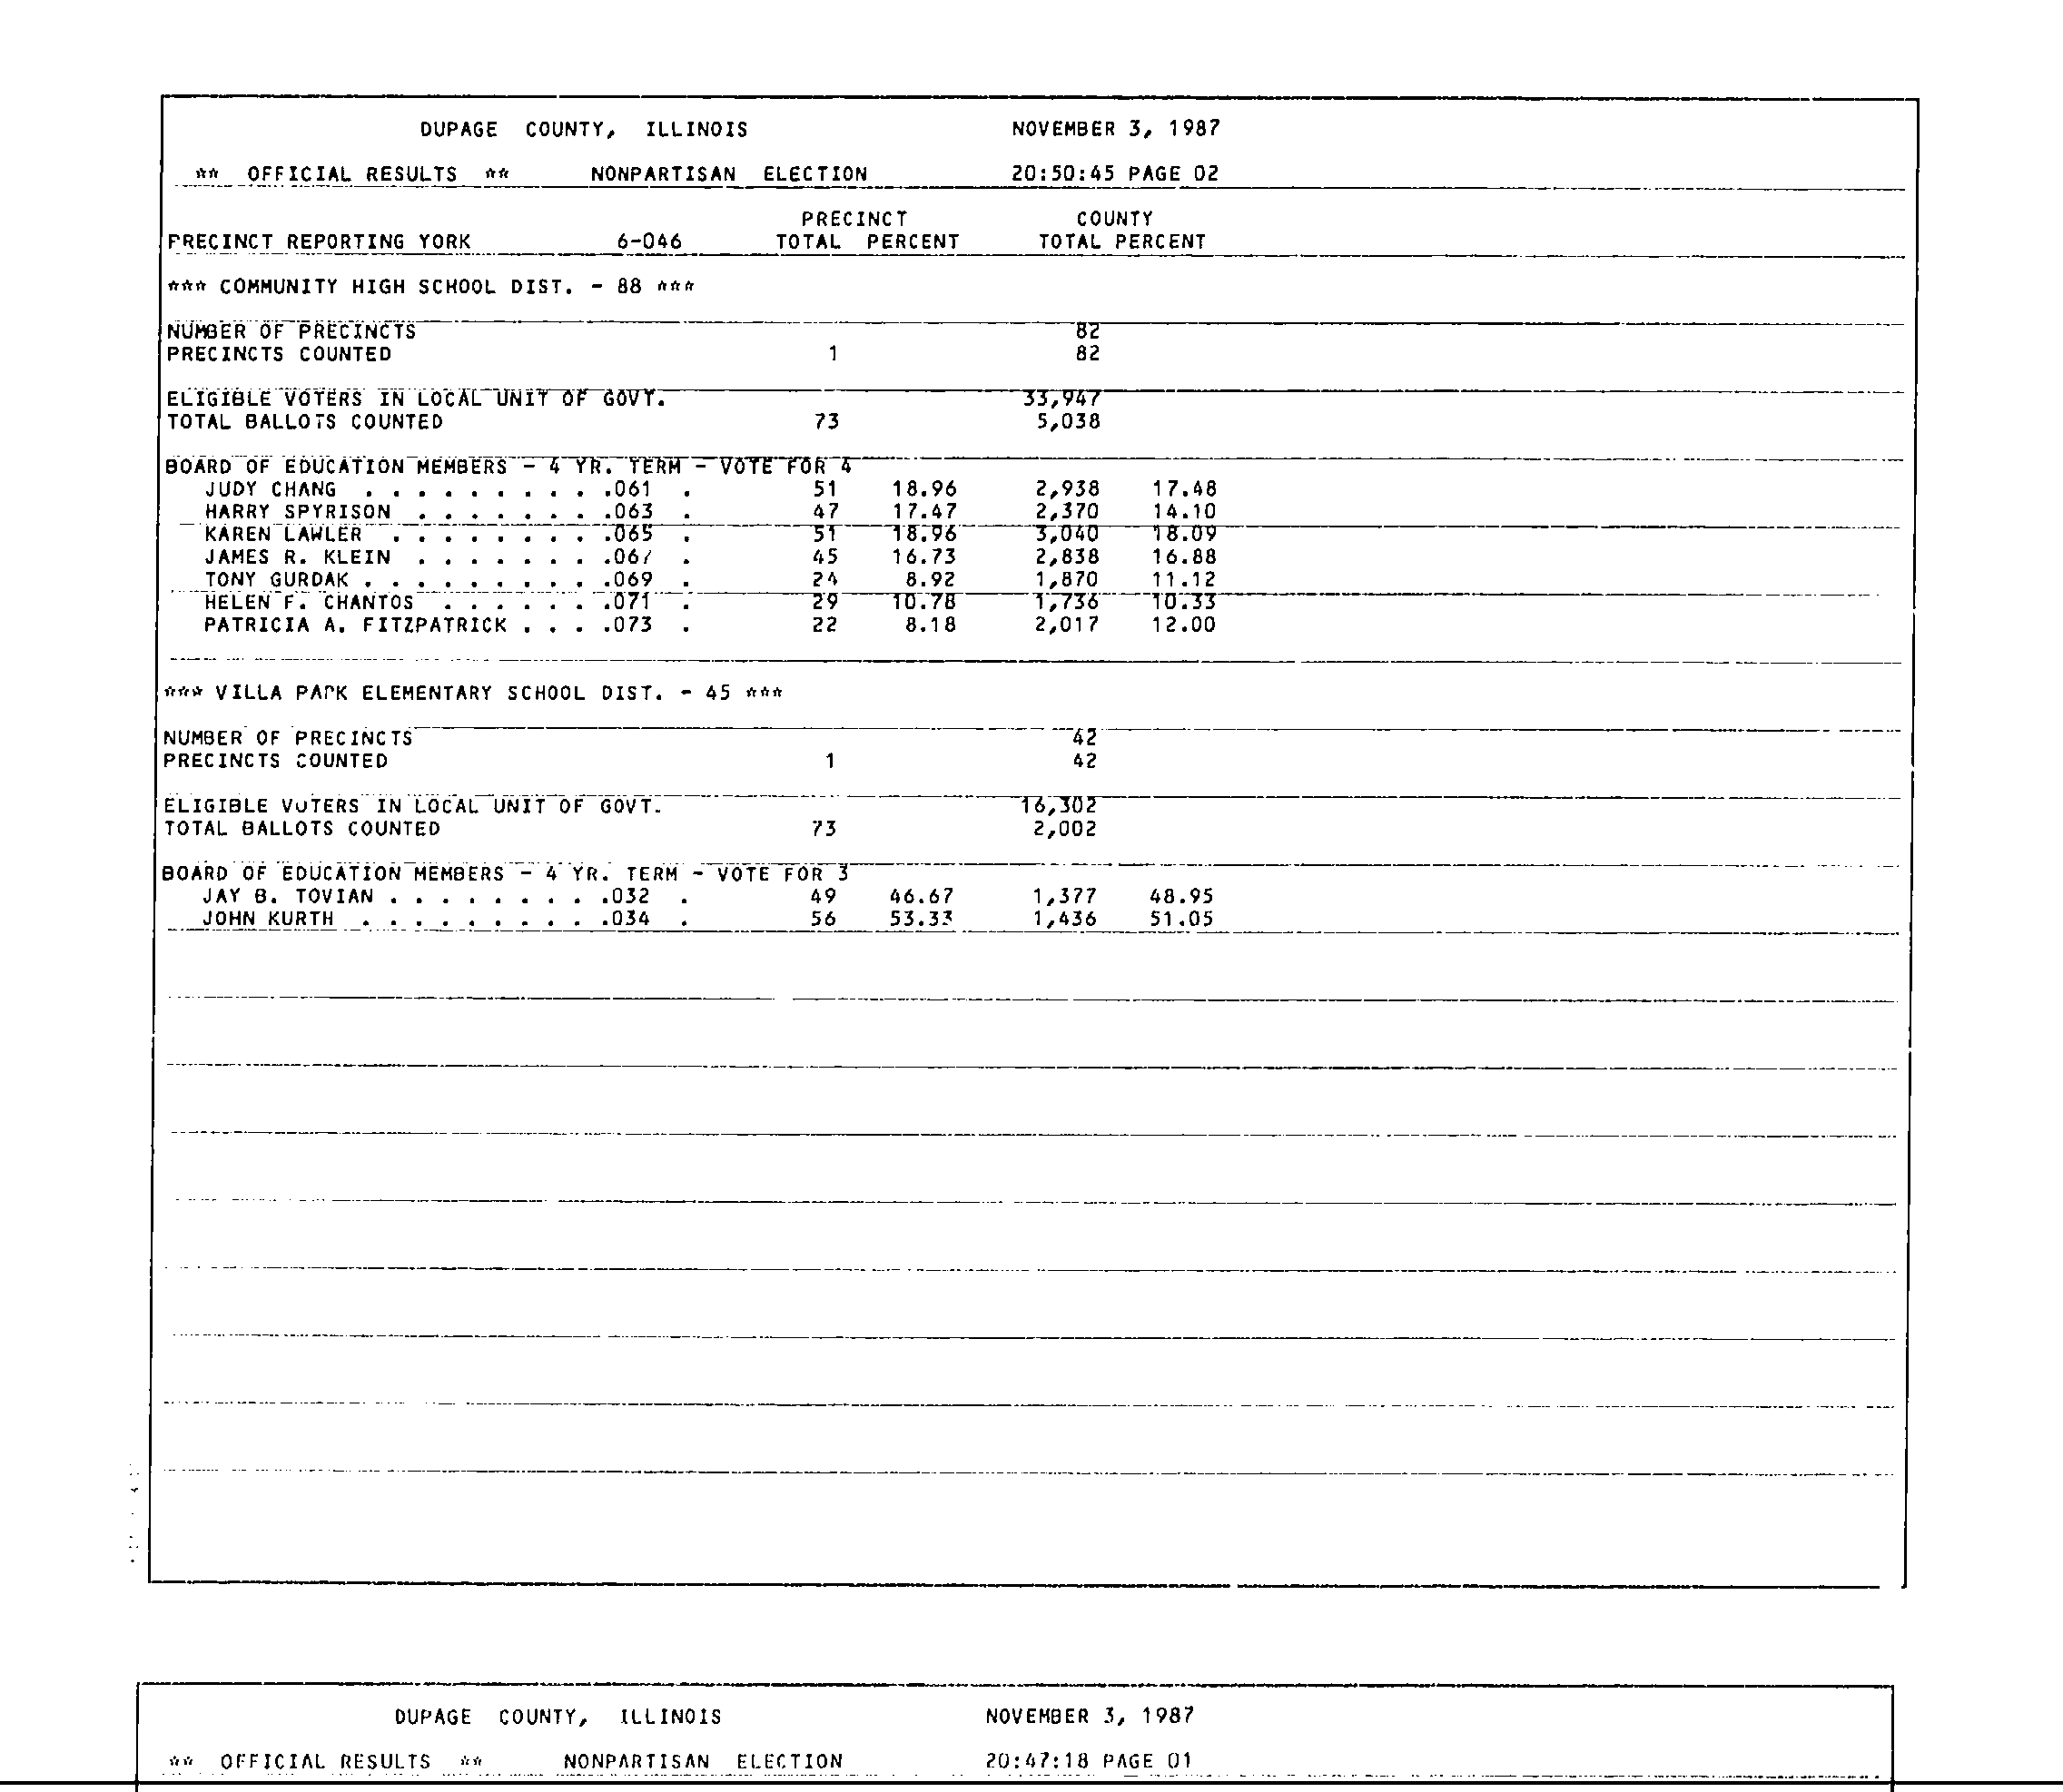 DUPAGE COUNTY, ILLINOIS NOVEMBER 3, 1987
** OFFICIAL RESULTS ** NONPARTISAN ELECTION 20:50:45 PAGE 02
PRECINCT COUNTY
PRECINCT REPORTING YORK 6-046 TOTAL PERCENT TOTAL PERCENT
*** COMMUNITY HIGH SCHOOL DIST. - 88 ***
NUMBER OF PRECINCTS 82
PRECINCTS COUNTED 1 82
ELIGIBLE VOTERS IN LOCAL UNIT OF GOVT. 33,947
TOTAL BALLOTS COUNTED 73 5,038
BOARD OF EDUCATION MEMBERS - 4 YR. TERM - VOTE FOR 4
JUDY CHANG . . . . . . . . . .061 . 51 18.96 2,938 17.48
HARRY SPYRISON . . . . . . . .063 . 47 17.47 2,370 14.10
KAREN LAWLER . . . . . . . . .065 . 51 18.96 3,040 18.09
JAMES R. KLEIN . . . . . . . .067 . 45 16.73 2,838 16.88
TONY GURDAK . . . . . . . . . .069 . 24 8.92 1,870 11.12
HELEN F. CHANTOS . . . . . . .071 . 29 10.78 1,736 10.33
PATRICIA A. FITZPATRICK . . . .073 . 22 8.18 2,017 12.00
*** VILLA PARK ELEMENTARY SCHOOL DIST. - 45 ***
NUMBER OF PRECINCTS 42
PRECINCTS COUNTED 1 42
ELIGIBLE VOTERS IN LOCAL UNIT OF GOVT. 16,302
TOTAL BALLOTS COUNTED 73 2,002
BOARD OF EDUCATION MEMBERS - 4 YR. TERM - VOTE FOR 3
JAY B. TOVIAN . . . . . . . . .032 . 49 46.67 1,377 48.95
JOHN KURTH . . . . . . . . . .034 . 56 53.33 1,436 51.05
DUPAGE COUNTY, ILLINOIS NOVEMBER 3, 1987
** OFFICIAL RESULTS ** NONPARTISAN ELECTION 20:47:18 PAGE 01